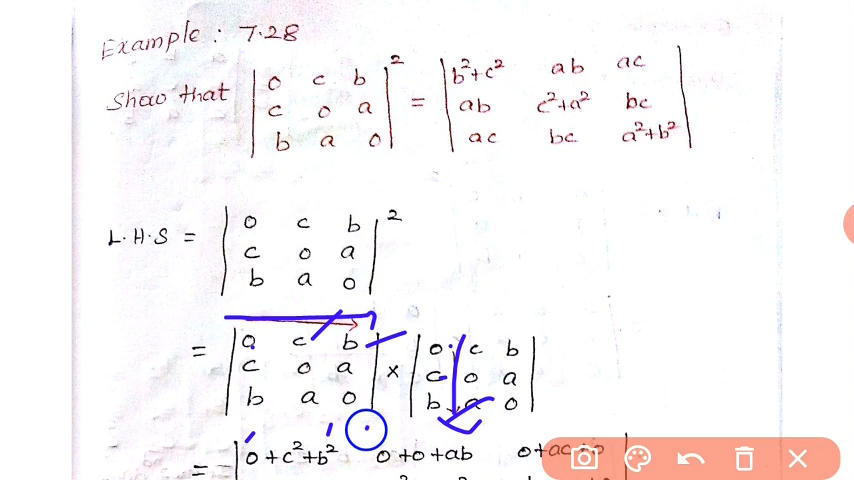 Example : 7.28
Show that | 0 c b |² = | b²+c² ab ac |
| c 0 a | | ab c²+a² bc |
| b a 0 | | ac bc a²+b² |
L.H.S = | 0 c b |²
| c 0 a |
| b a 0 |
= | 0 c b | × | 0 c b |
| c 0 a | | c 0 a |
| b a 0 | | b a 0 |
= | 0+c²+b² 0+0+ab 0+ac+0 |